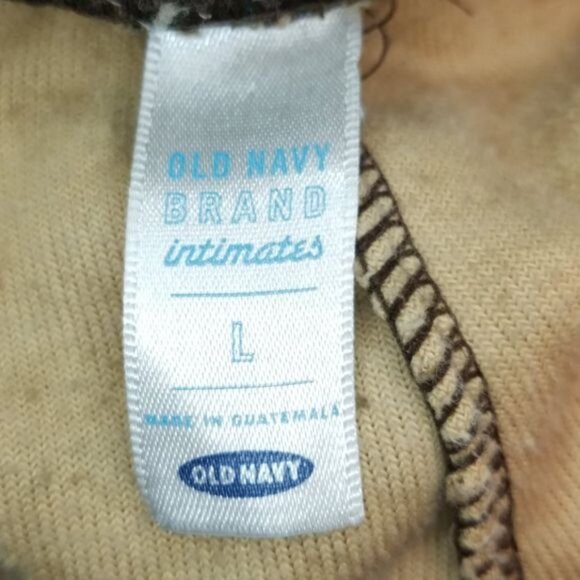 OLD NAVY
BRAND
intimates
L
MADE IN GUATEMALA
OLD NAVY